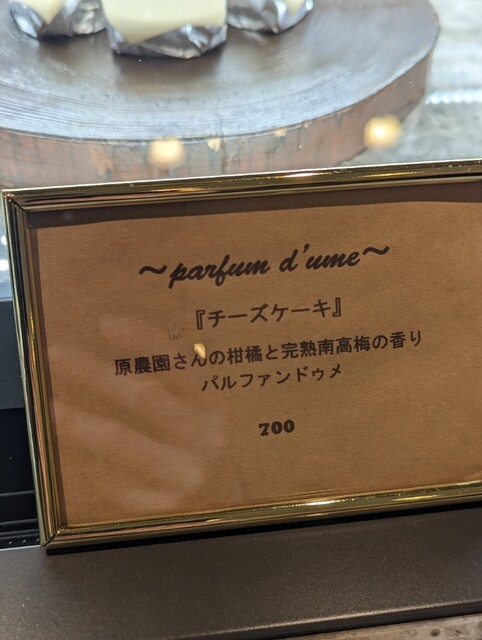 ～parfum d'ume～
『チーズケーキ』
原農園さんの柑橘と完熟南高梅の香り
パルファンドゥメ
700